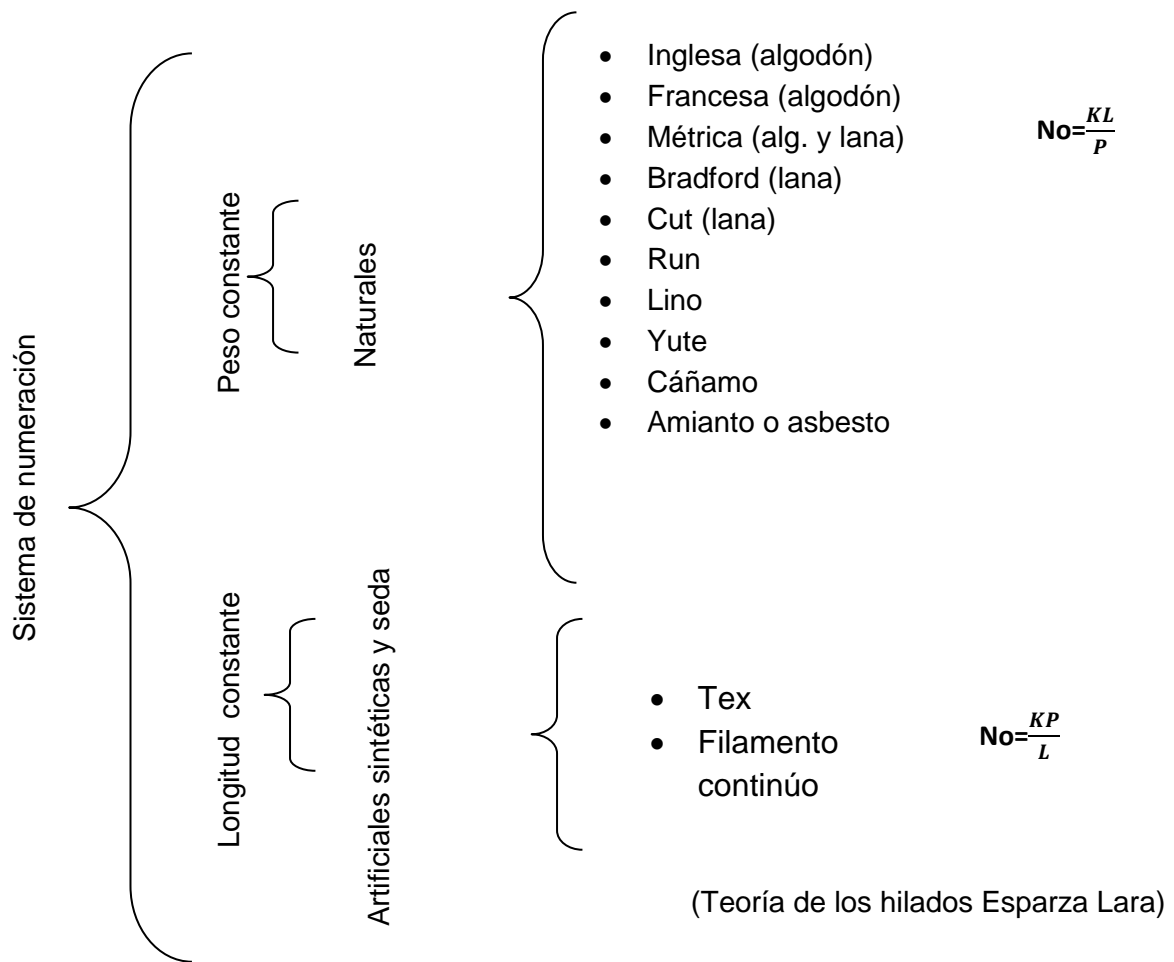 Sistema de numeración
Peso constante
Naturales
• Inglesa (algodón)
• Francesa (algodón)
• Métrica (alg. y lana)
• Bradford (lana)
• Cut (lana)
• Run
• Lino
• Yute
• Cáñamo
• Amianto o asbesto
No=KL/P
Longitud constante
Artificiales sintéticas y seda
• Tex
• Filamento
continúo
No=KP/L
(Teoría de los hilados Esparza Lara)